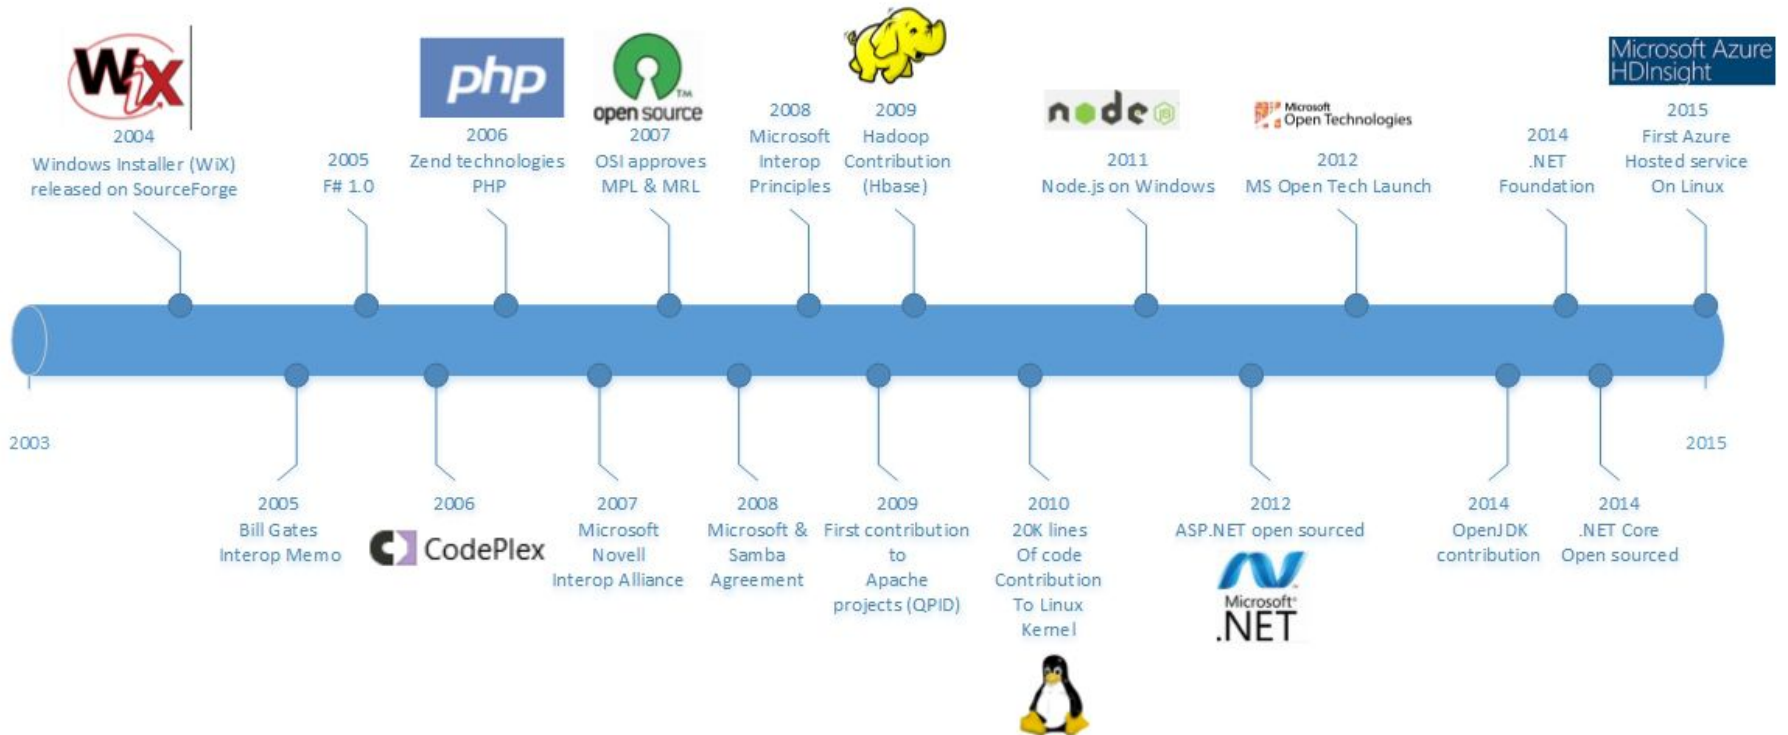 WiX
2004
Windows Installer (WiX)
released on SourceForge
2005
F# 1.0
php
2006
Zend technologies
PHP
TM
open source
2007
OSI approves
MPL & MRL
2008
Microsoft
Interop
Principles
2009
Hadoop
Contribution
(Hbase)
node JS
2011
Node.js on Windows
Microsoft
Open Technologies
2012
MS Open Tech Launch
2014
.NET
Foundation
Microsoft Azure
HDInsight
2015
First Azure
Hosted service
On Linux
2003
2015
2005
Bill Gates
Interop Memo
2006
CodePlex
2007
Microsoft
Novell
Interop Alliance
2008
Microsoft &
Samba
Agreement
2009
First contribution
to
Apache
projects (QPID)
2010
20K lines
Of code
Contribution
To Linux
Kernel
2012
ASP.NET open sourced
Microsoft®
.NET
2014
OpenJDK
contribution
2014
.NET Core
Open sourced